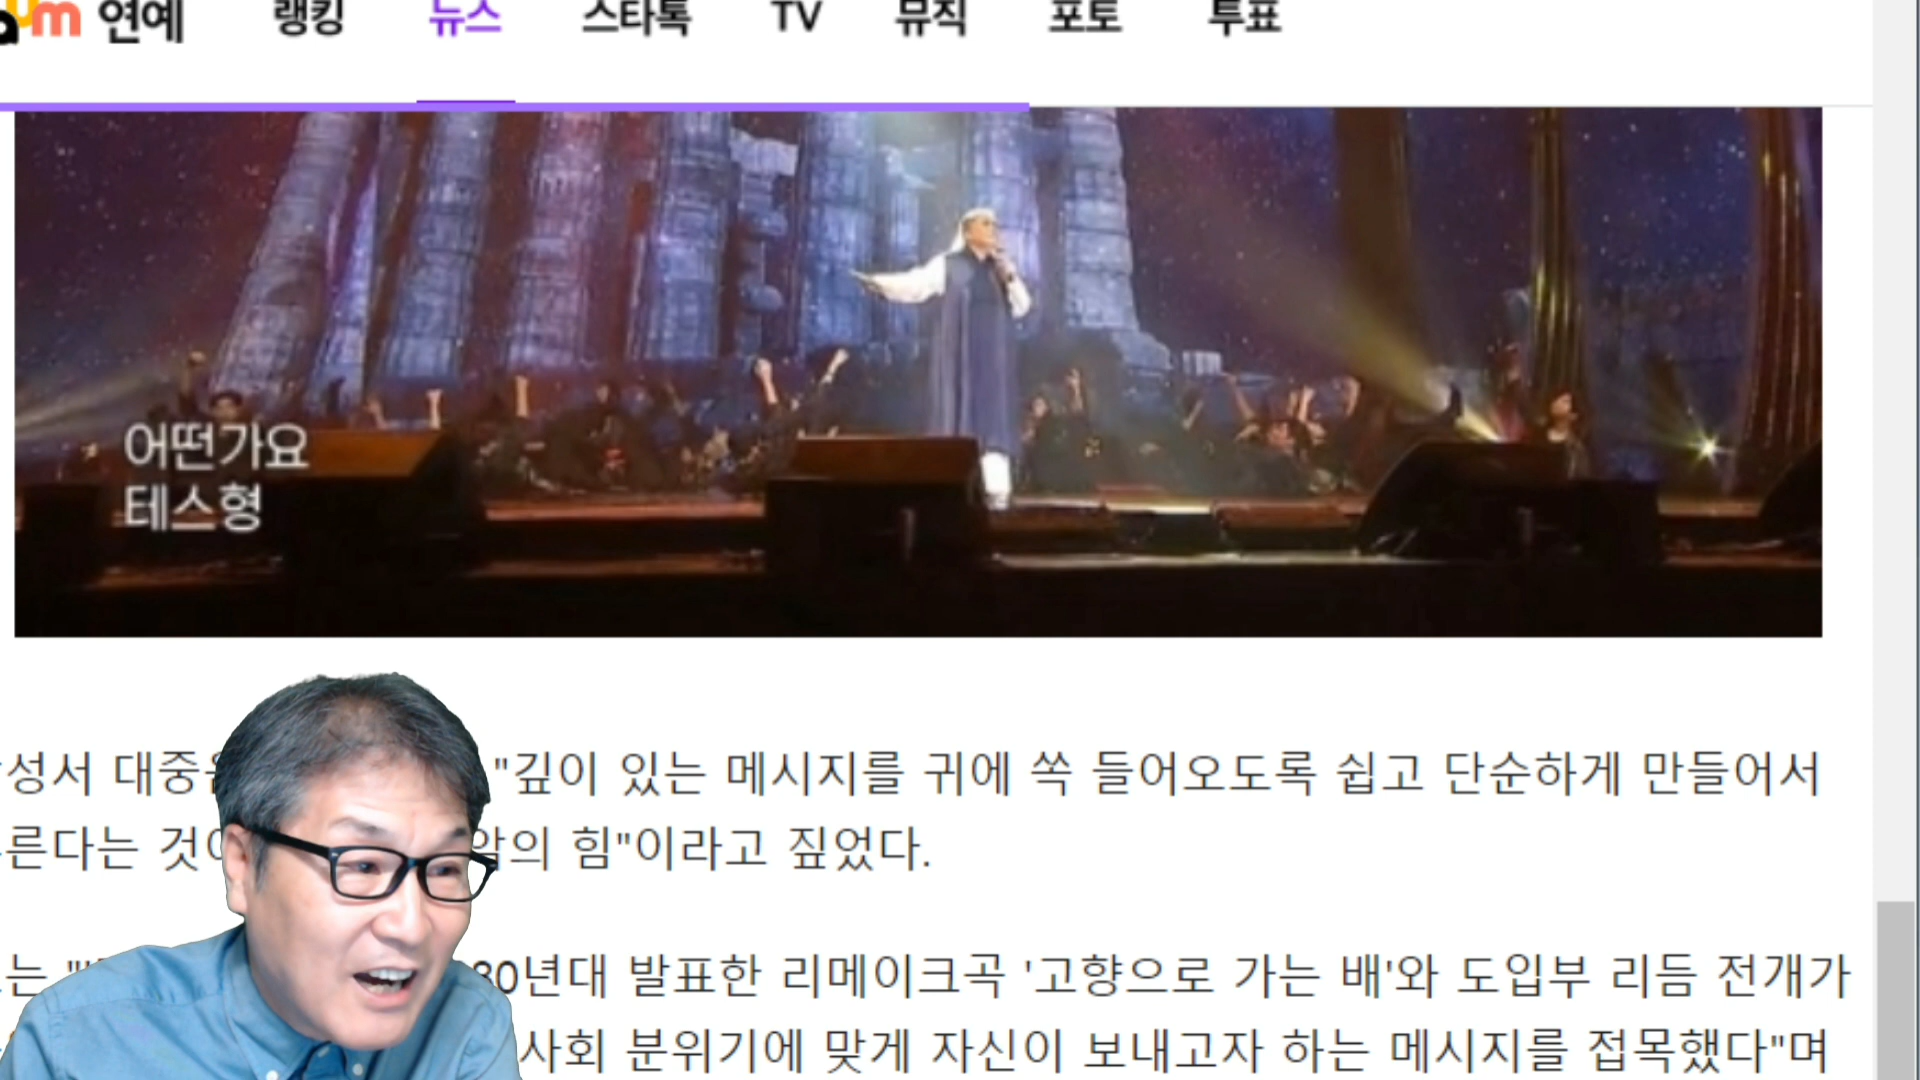 um 연예 랭킹 뉴스 스타톡 TV 뮤직 포토 투표
어떤가요
테스형
성서 "깊이 있는 메시지를 귀에 쏙 들어오도록 쉽고 단순하게 만들어서
른다는 힘"이라고 짚었다.
는 80년대 발표한 리메이크곡 '고향으로 가는 배'와 도입부 리듬 전개가
사회 분위기에 맞게 자신이 보내고자 하는 메시지를 접목했다"며